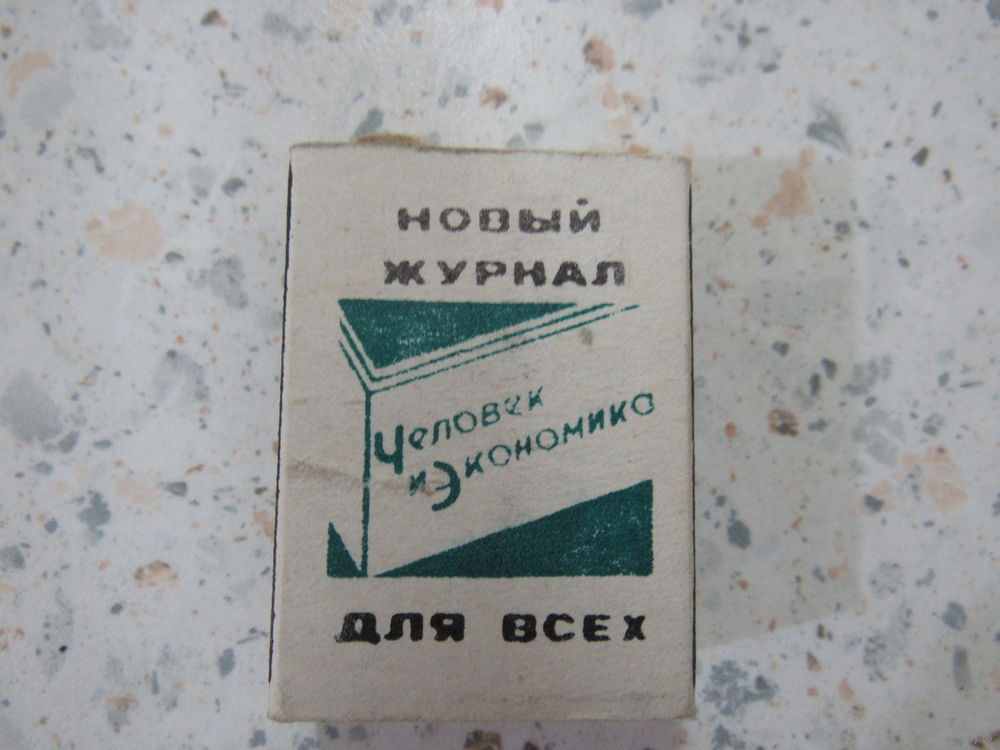 НОВЫЙ
ЖУРНАЛ
Человек
и Экономика
ДЛЯ ВСЕХ